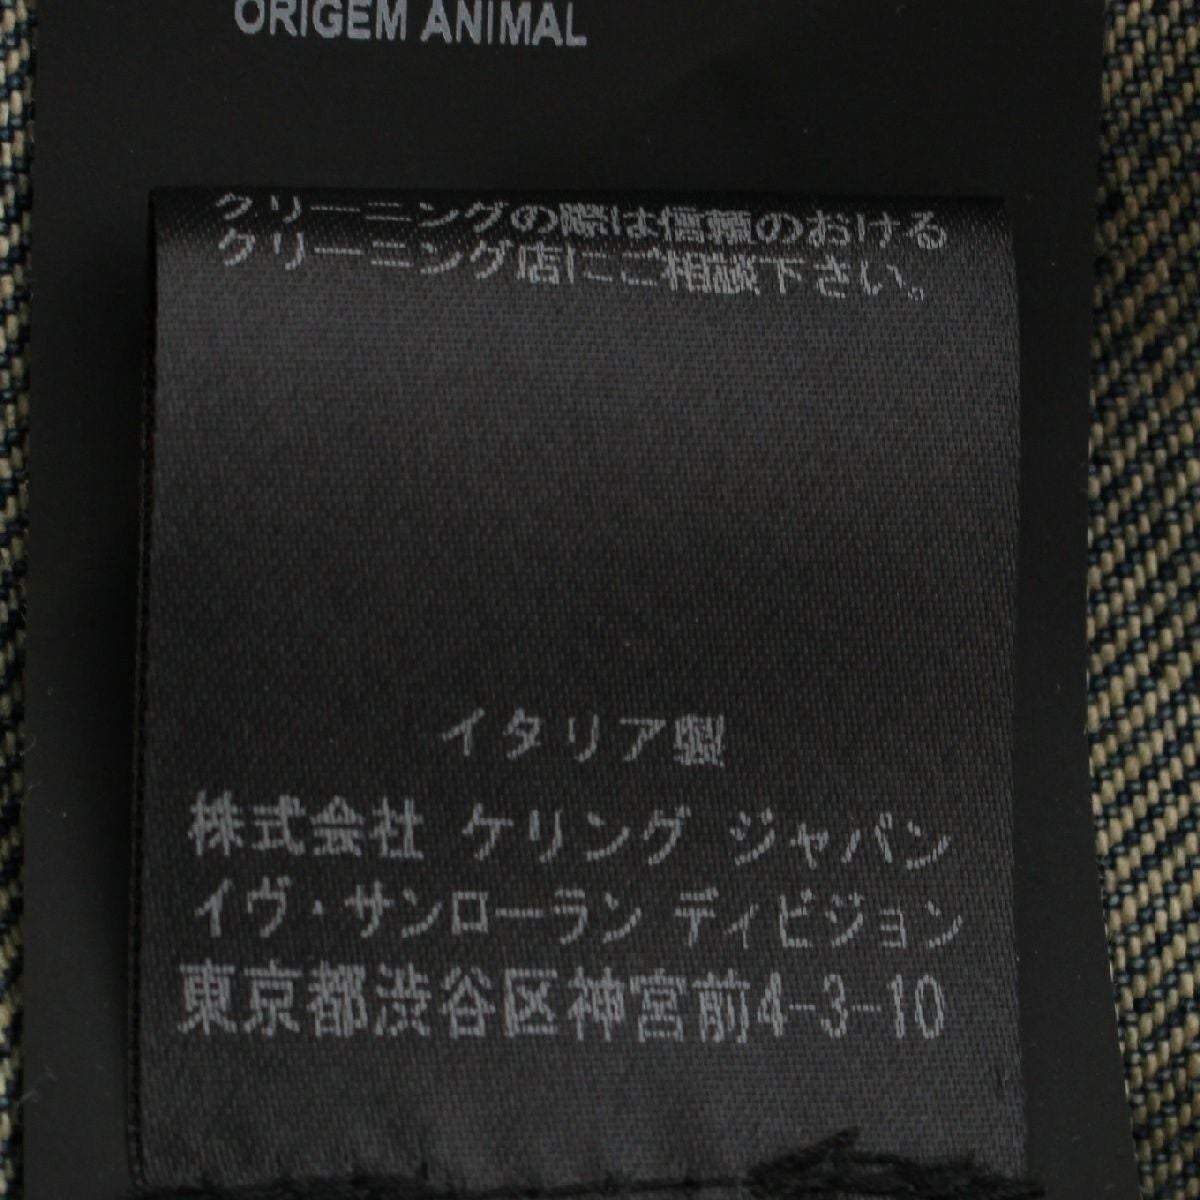 ORIGEM ANIMAL
クリーニングの際は信頼のおける
クリーニング店にご相談下さい。
イタリア製
株式会社 ケリング ジャパン
イヴ・サンローラン ディビジョン
東京都渋谷区神宮前4-3-10